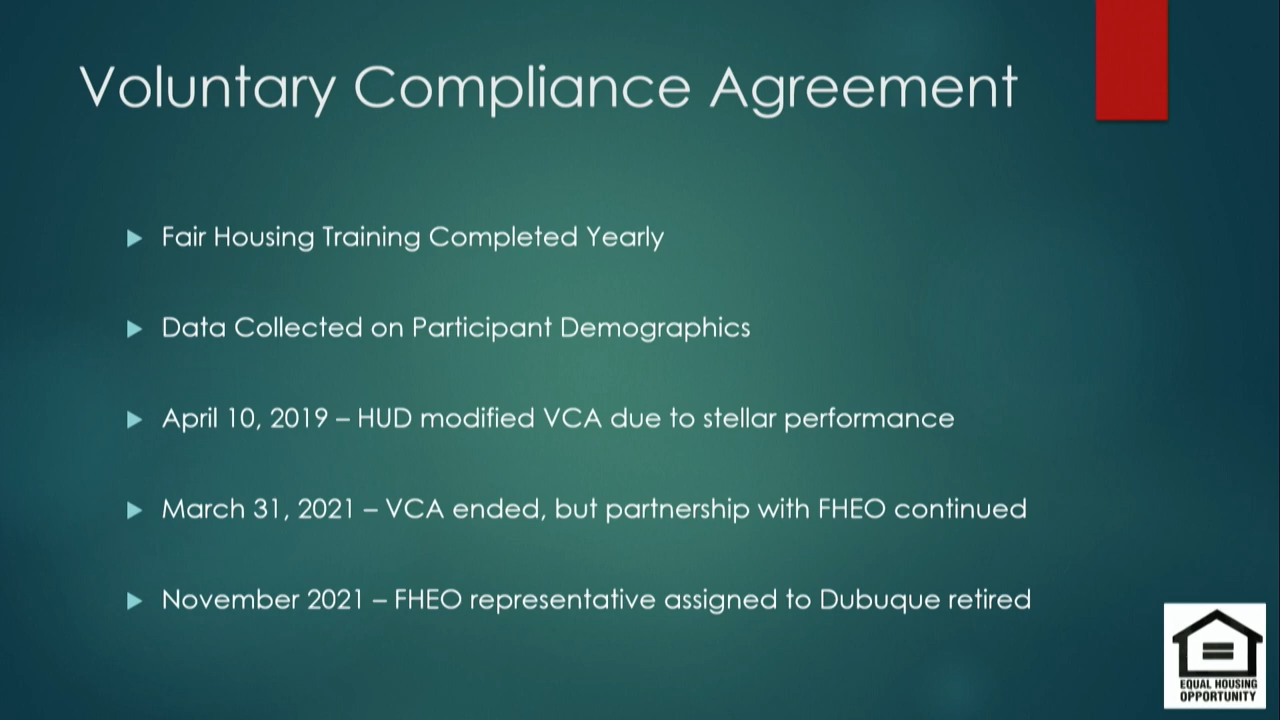 Voluntary Compliance Agreement
Fair Housing Training Completed Yearly
Data Collected on Participant Demographics
April 10, 2019 – HUD modified VCA due to stellar performance
March 31, 2021 – VCA ended, but partnership with FHEO continued
November 2021 – FHEO representative assigned to Dubuque retired
EQUAL HOUSING
OPPORTUNITY